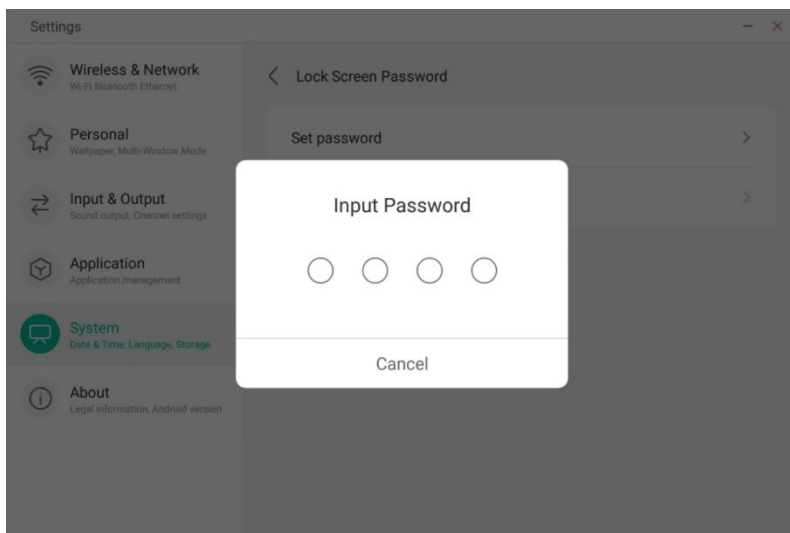 Settings
Wireless & Network
Wi-Fi Bluetooth Ethernet
Personal
Wallpaper, Multi-Window Mode
Input & Output
Sound output, Channel settings
Application
Application management
System
Date & Time, Language, Storage
About
Legal information, Android version
Lock Screen Password
Set password
Input Password
Cancel